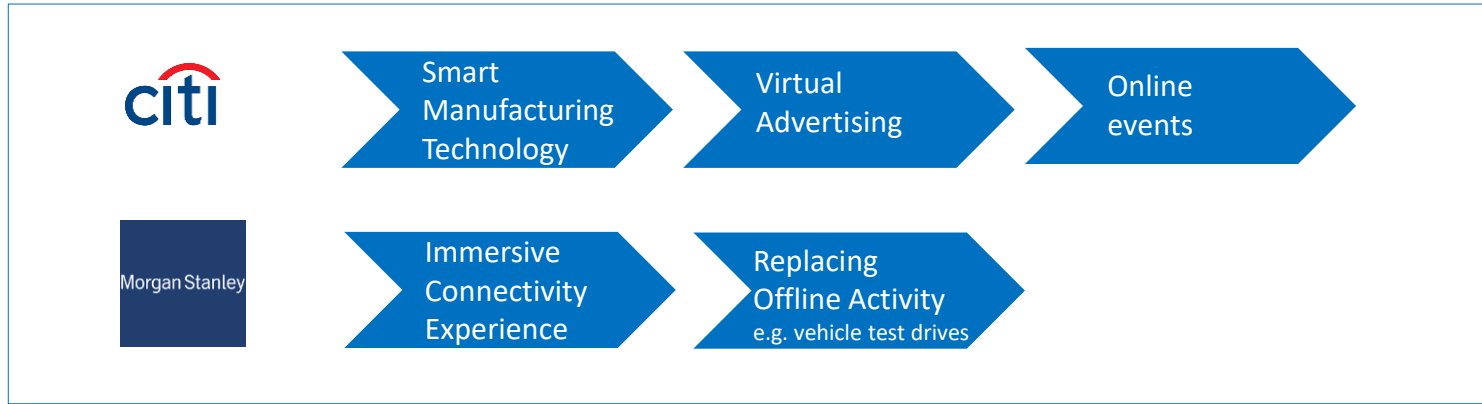 citi
Smart
Manufacturing
Technology
Virtual
Advertising
Online
events
Morgan Stanley
Immersive
Connectivity
Experience
Replacing
Offline Activity
e.g. vehicle test drives